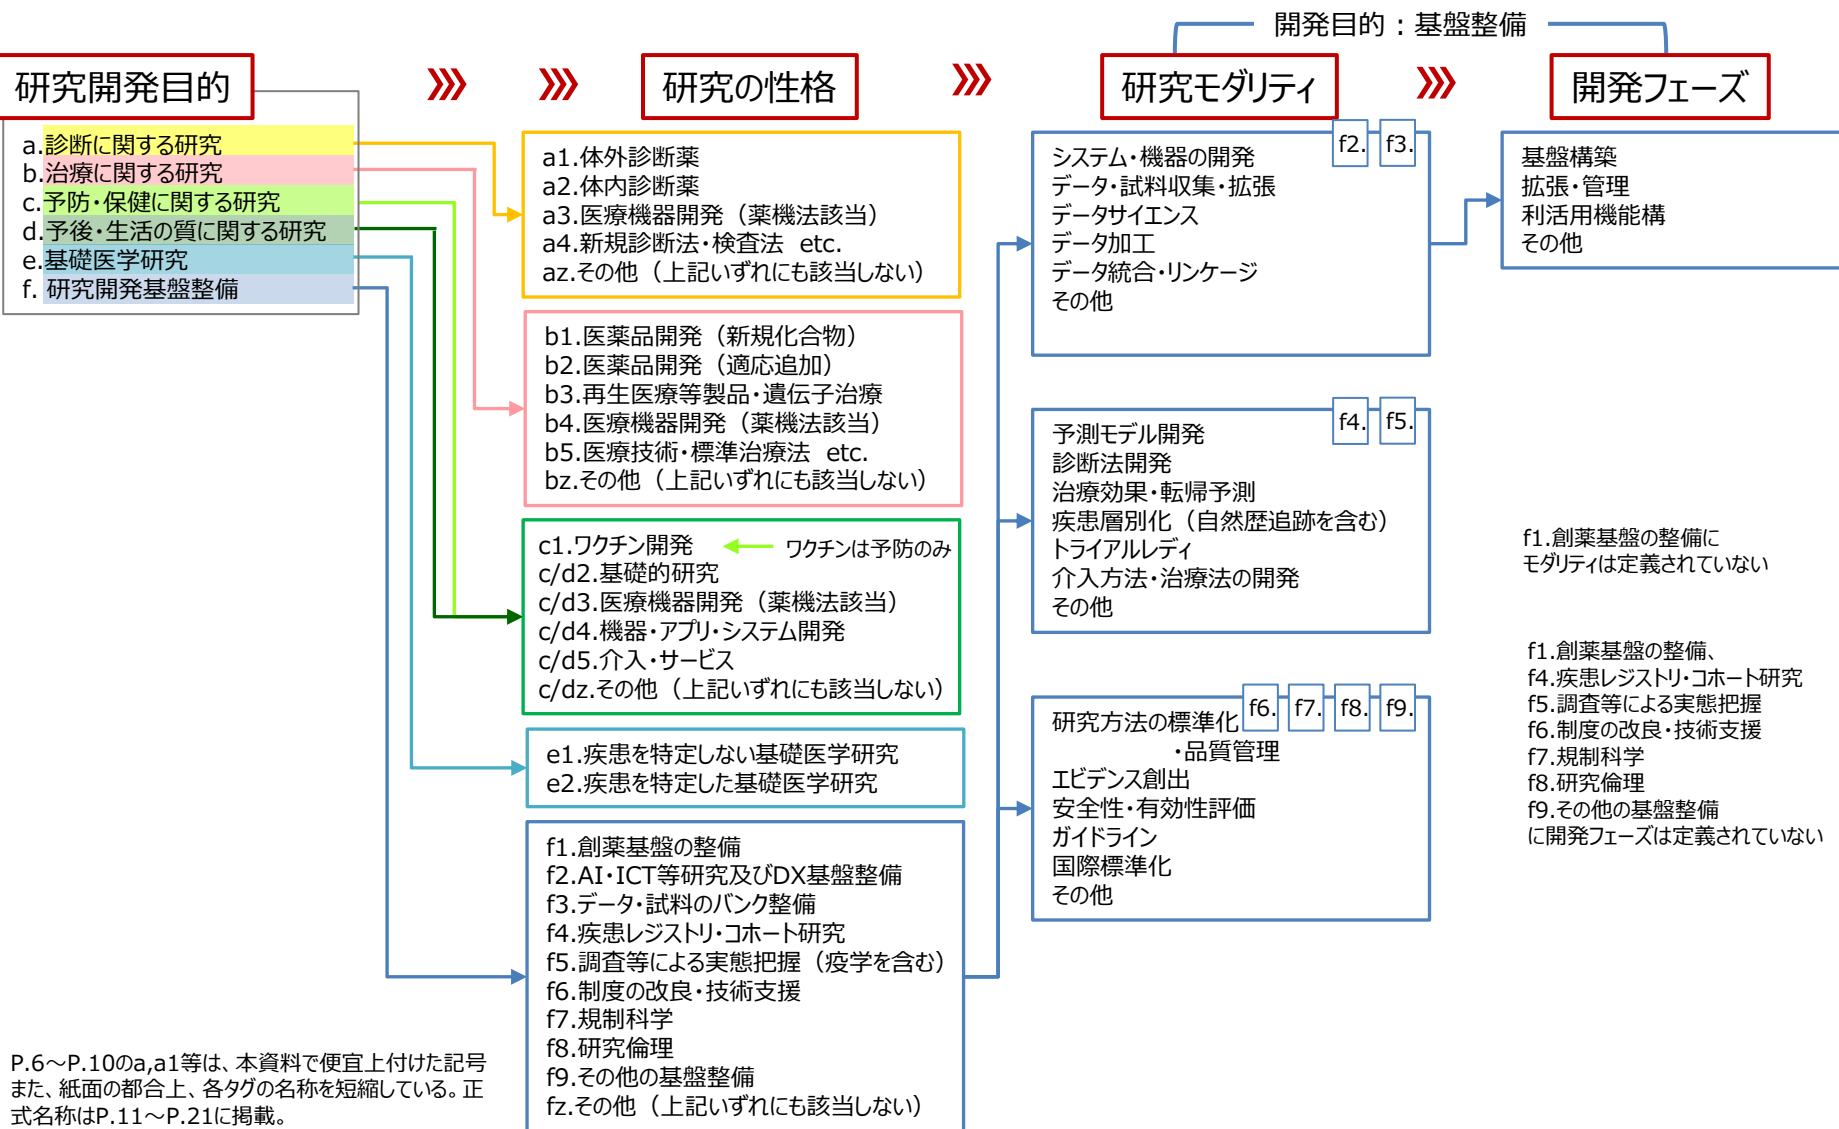 開発目的：基盤整備
研究開発目的
研究の性格
研究モダリティ
開発フェーズ
a.診断に関する研究
b.治療に関する研究
c.予防・保健に関する研究
d.予後・生活の質に関する研究
e.基礎医学研究
f. 研究開発基盤整備
a1.体外診断薬
a2.体内診断薬
a3.医療機器開発（薬機法該当）
a4.新規診断法・検査法 etc.
az.その他（上記いずれにも該当しない）
b1.医薬品開発（新規化合物）
b2.医薬品開発（適応追加）
b3.再生医療等製品・遺伝子治療
b4.医療機器開発（薬機法該当）
b5.医療技術・標準治療法 etc.
bz.その他（上記いずれにも該当しない）
c1.ワクチン開発
ワクチンは予防のみ
c/d2.基礎的研究
c/d3.医療機器開発（薬機法該当）
c/d4.機器・アプリ・システム開発
c/d5.介入・サービス
c/dz.その他（上記いずれにも該当しない）
e1.疾患を特定しない基礎医学研究
e2.疾患を特定した基礎医学研究
f1.創薬基盤の整備
f2.AI・ICT等研究及びDX基盤整備
f3.データ・試料のバンク整備
f4.疾患レジストリ・コホート研究
f5.調査等による実態把握（疫学を含む）
f6.制度の改良・技術支援
f7.規制科学
f8.研究倫理
f9.その他の基盤整備
fz.その他（上記いずれにも該当しない）
f2. f3.
システム・機器の開発
データ・試料収集・拡張
データサイエンス
データ加工
データ統合・リンケージ
その他
f4. f5.
予測モデル開発
診断法開発
治療効果・転帰予測
疾患層別化（自然歴追跡を含む）
トライアルレディ
介入方法・治療法の開発
その他
f6. f7. f8. f9.
研究方法の標準化
・品質管理
エビデンス創出
安全性・有効性評価
ガイドライン
国際標準化
その他
基盤構築
拡張・管理
利活用機能構
その他
f1.創薬基盤の整備に
モダリティは定義されていない
f1.創薬基盤の整備、
f4.疾患レジストリ・コホート研究
f5.調査等による実態把握
f6.制度の改良・技術支援
f7.規制科学
f8.研究倫理
f9.その他の基盤整備
に開発フェーズは定義されていない
P.6～P.10のa,a1等は、本資料で便宜上付けた記号
また、紙面の都合上、各タグの名称を短縮している。正
式名称はP.11～P.21に掲載。